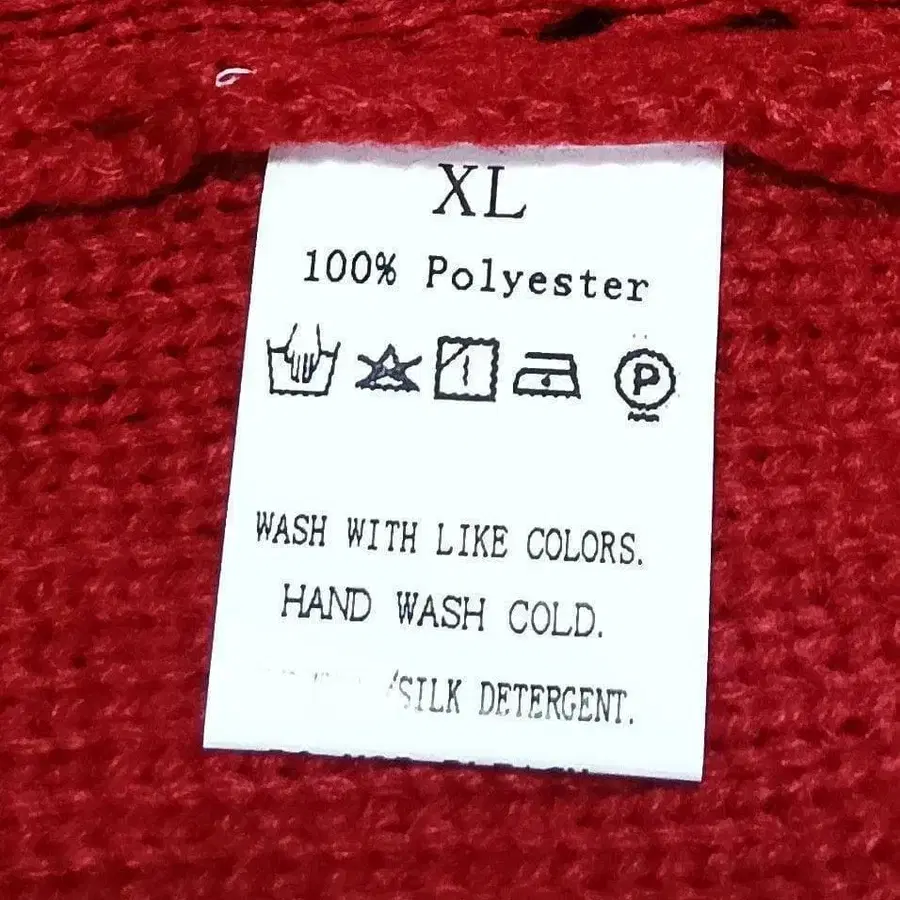 XL
100% Polyester
P
WASH WITH LIKE COLORS.
HAND WASH COLD.
/SILK DETERGENT.